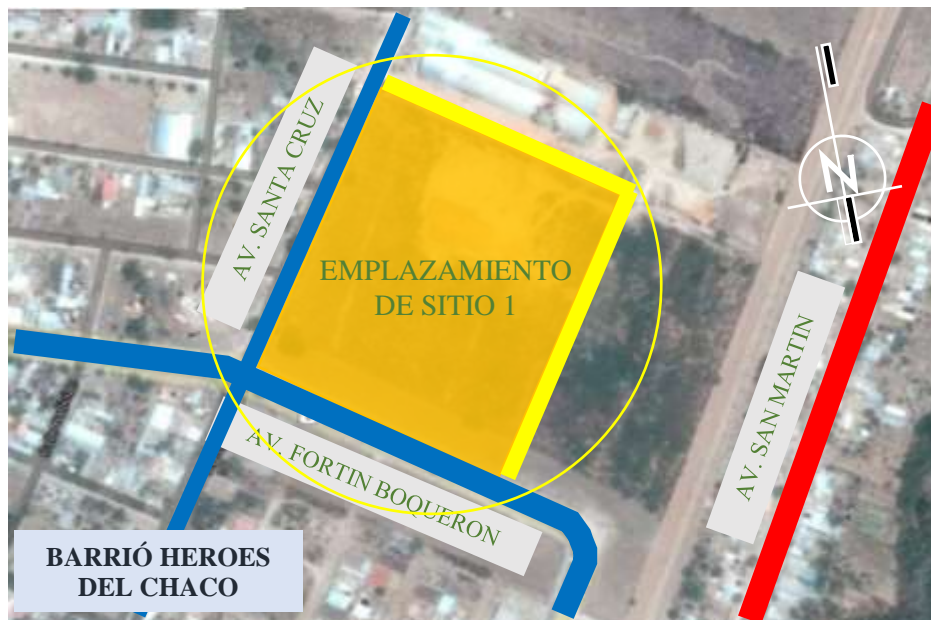 AV. SANTA CRUZ
EMPLAZAMIENTO
DE SITIO 1
N
AV. SAN MARTIN
AV. FORTIN BOQUERON
BARRIÓ HEROES
DEL CHACO